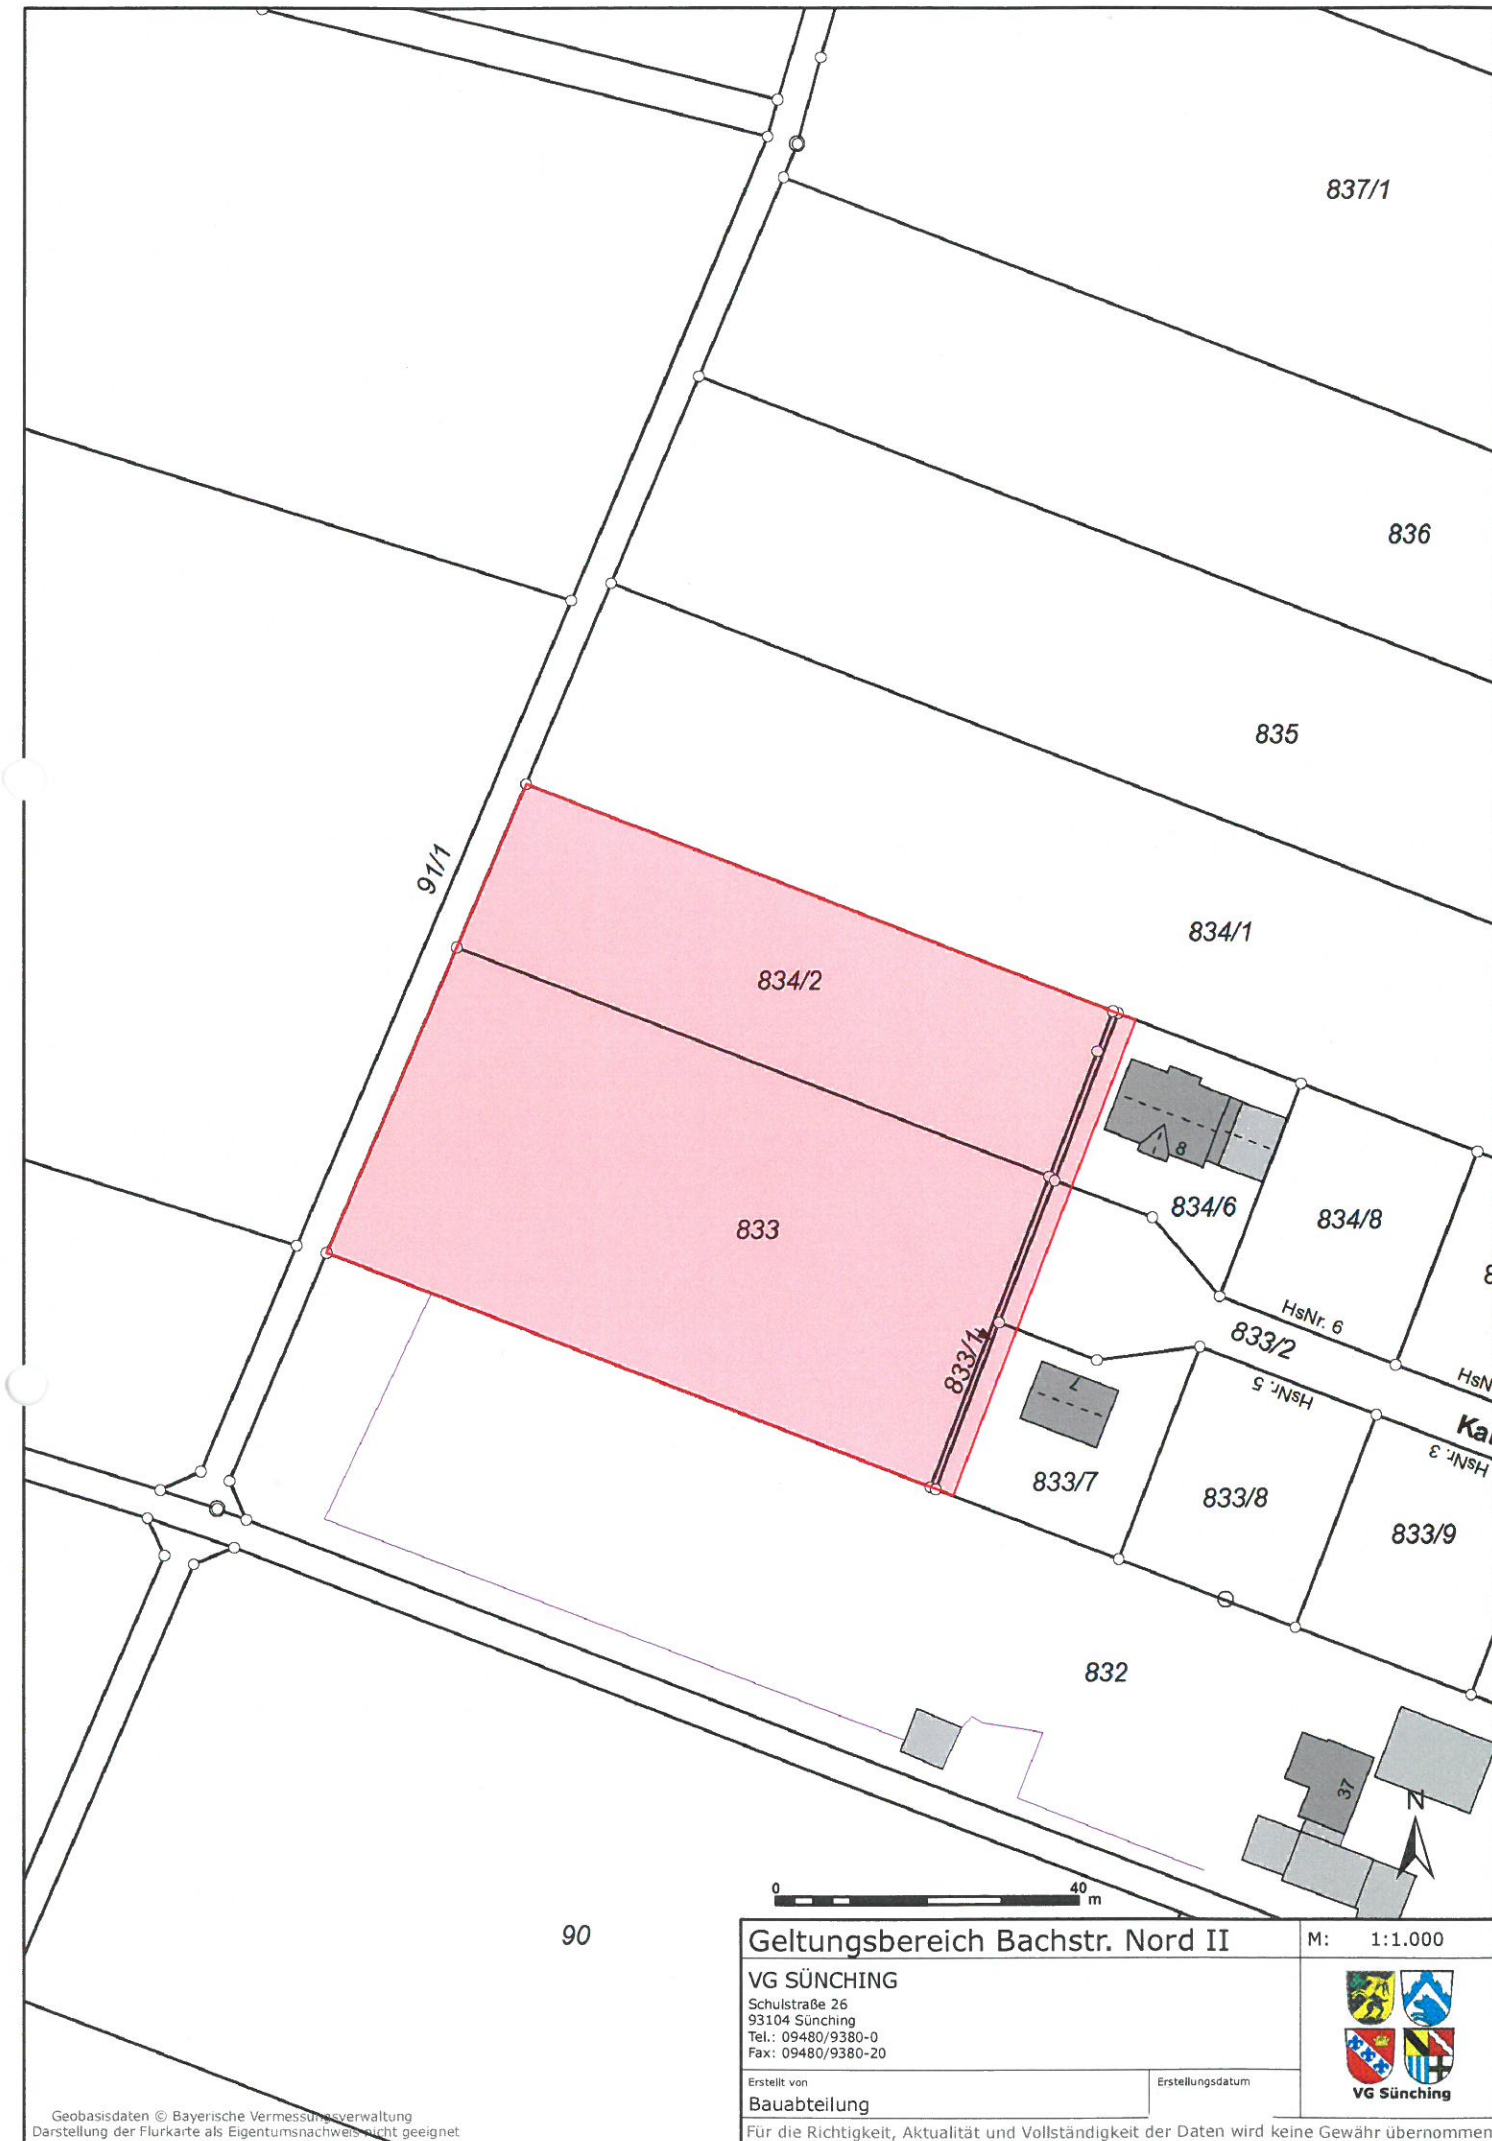 837/1
836
835
91/1
834/1
834/2
8
834/6
834/8
833
HsNr. 6
833/2
833/1
HsNr. 5
7
HsNr. 3
833/7
833/8
833/9
832
37
N
0 40 m
90
Geltungsbereich Bachstr. Nord II
M: 1:1.000
VG SÜNCHING
Schulstraße 26
93104 Sünching
Tel.: 09480/9380-0
Fax: 09480/9380-20
VG Sünching
Erstellt von
Bauabteilung
Erstellungsdatum
Geobasisdaten © Bayerische Vermessungsverwaltung
Darstellung der Flurkarte als Eigentumsnachweis nicht geeignet
Für die Richtigkeit, Aktualität und Vollständigkeit der Daten wird keine Gewähr übernommen